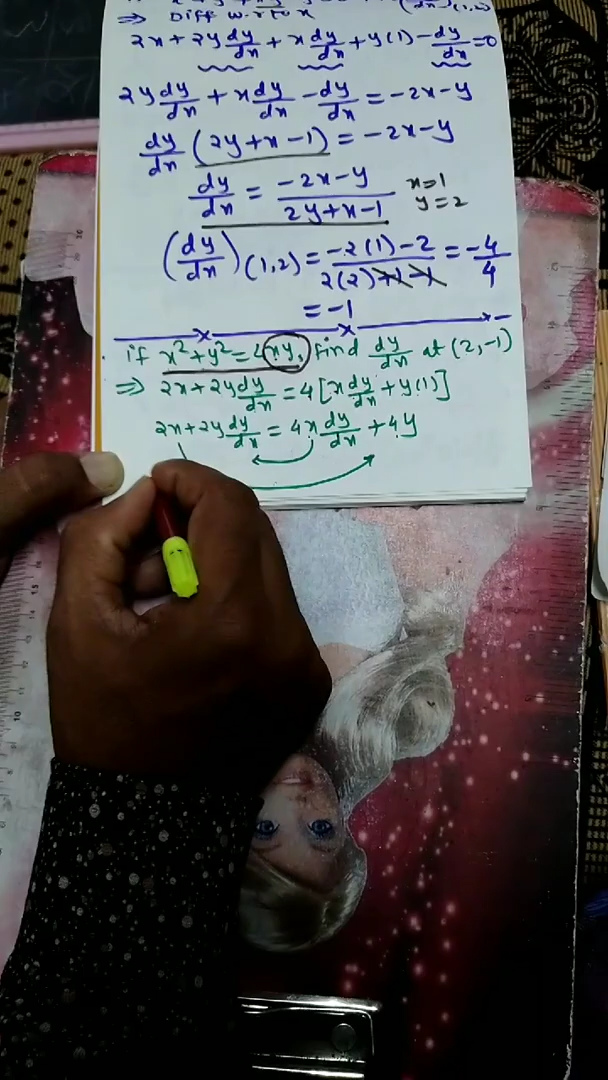 ⇒ Diff w.r.to x
2x+2y dy/dx + x dy/dx + y(1) - dy/dx = 0
2y dy/dx + x dy/dx - dy/dx = -2x-y
dy/dx (2y+x-1) = -2x-y
dy/dx = -2x-y / 2y+x-1 x=1 y=2
(dy/dx)(1,2) = -2(1)-2 / 2(2)+1-1 = -4/4
= -1
If x²+y²=4xy, Find dy/dx at (2,-1)
⇒ 2x+2y dy/dx = 4[x dy/dx + y(1)]
2x+2y dy/dx = 4x dy/dx + 4y